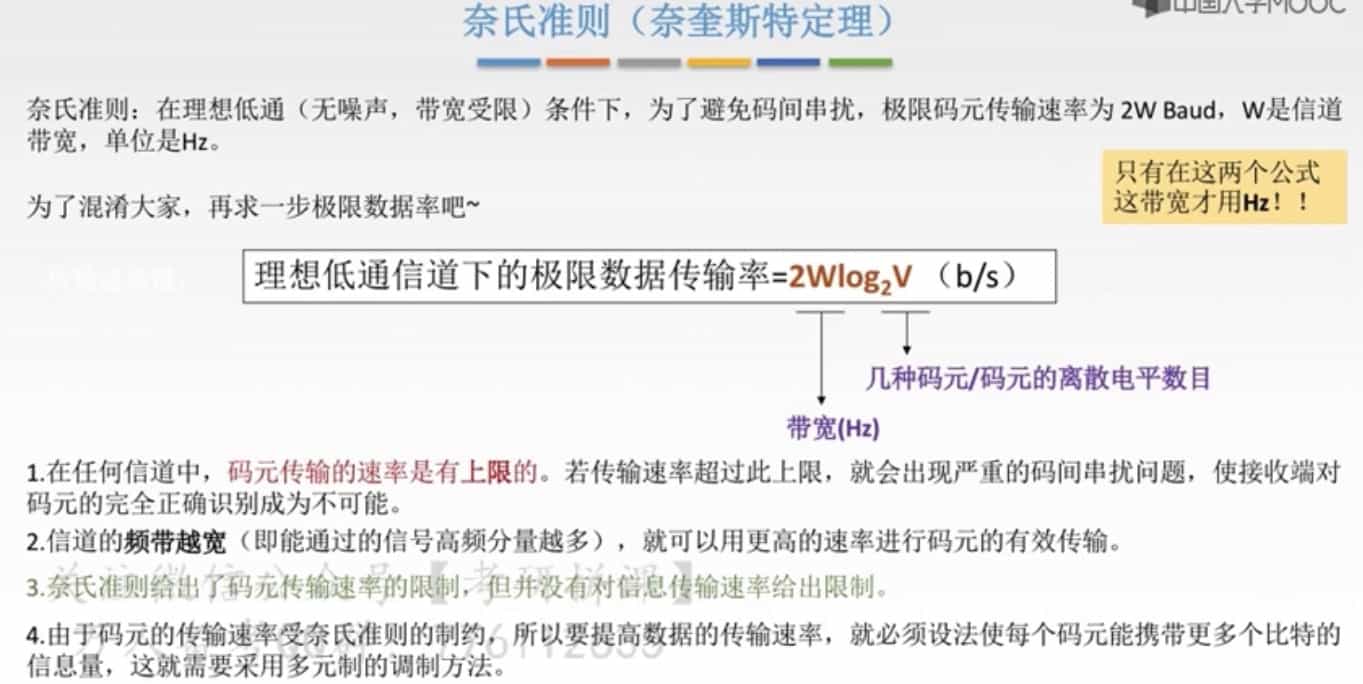 中国大学MOOC
奈氏准则（奈奎斯特定理）
奈氏准则：在理想低通（无噪声，带宽受限）条件下，为了避免码间串扰，极限码元传输速率为 2W Baud，W是信道
带宽，单位是Hz。
只有在这两个公式
这带宽才用Hz！！
为了混淆大家，再求一步极限数据率吧~
理想低通信道下的极限数据传输率=2Wlog₂V （b/s）
几种码元/码元的离散电平数目
带宽(Hz)
1.在任何信道中，码元传输的速率是有上限的。若传输速率超过此上限，就会出现严重的码间串扰问题，使接收端对
码元的完全正确识别成为不可能。
2.信道的频带越宽（即能通过的信号高频分量越多），就可以用更高的速率进行码元的有效传输。
3.奈氏准则给出了码元传输速率的限制，但并没有对信息传输速率给出限制。
4.由于码元的传输速率受奈氏准则的制约，所以要提高数据的传输速率，就必须设法使每个码元能携带更多个比特的
信息量，这就需要采用多元制的调制方法。